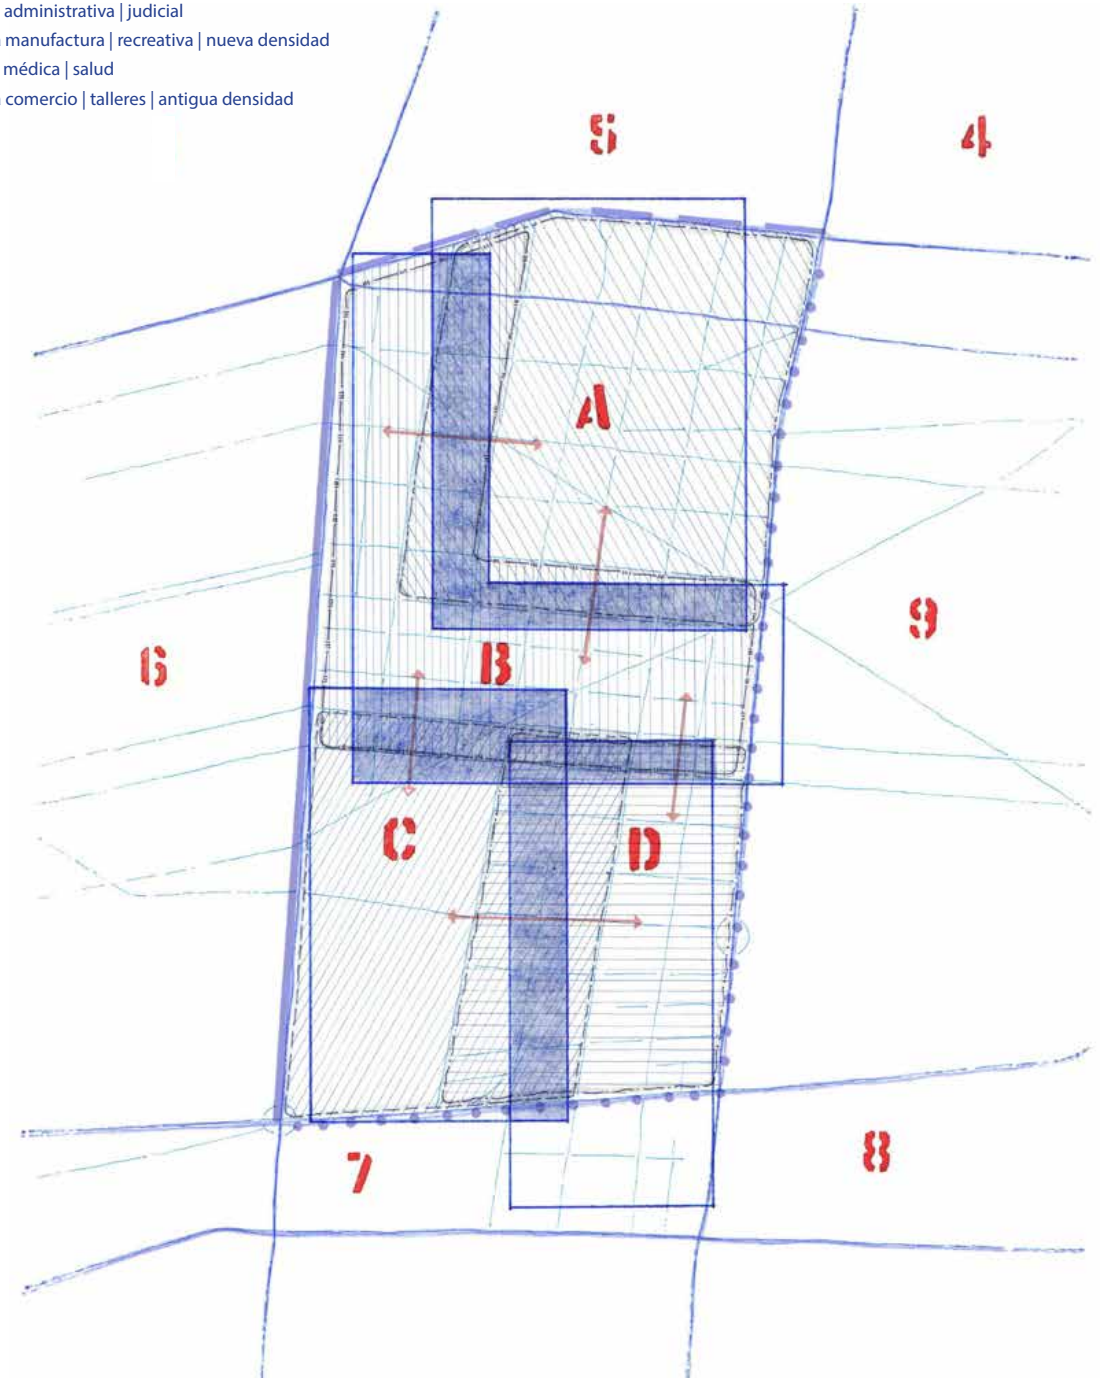 administrativa | judicial
manufactura | recreativa | nueva densidad
médica | salud
comercio | talleres | antigua densidad
5
4
A
9
B
6
C
D
7
8